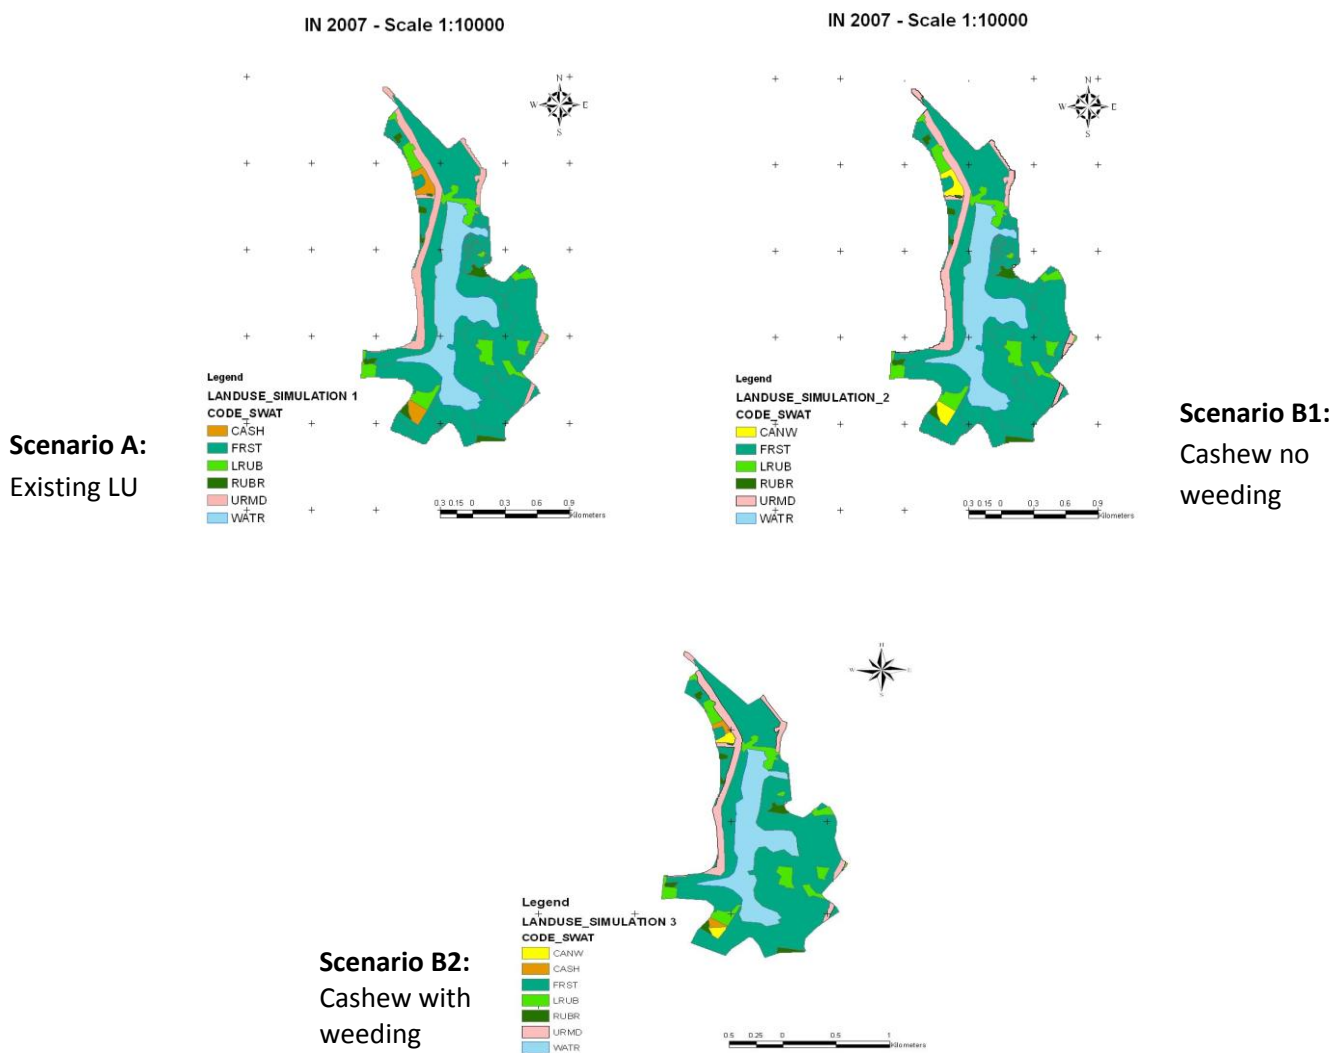 IN 2007 - Scale 1:10000
N
W E
S
Legend
LANDUSE_SIMULATION 1
CODE_SWAT
CASH
FRST
LRUB
RUBR
URMD
WATR
0.3 0.15 0 0.3 0.6 0.9
Kilometers
Scenario A:
Existing LU
IN 2007 - Scale 1:10000
N
W E
S
Legend
LANDUSE_SIMULATION_2
CODE_SWAT
CANW
FRST
LRUB
RUBR
URMD
WATR
0.3 0.15 0 0.3 0.6 0.9
Kilometers
Scenario B1:
Cashew no
weeding
W
S
Legend
LANDUSE_SIMULATION 3
CODE_SWAT
CANW
CASH
FRST
LRUB
RUBR
URMD
WATR
0.5 0.25 0 0.5 1
Kilometers
Scenario B2:
Cashew with
weeding